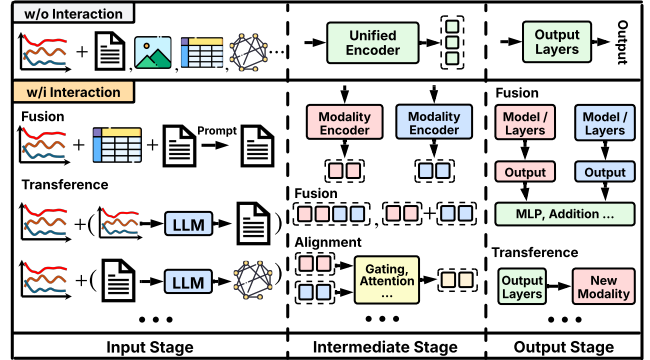 w/o Interaction
...
Unified
Encoder
Output
Layers
Output
w/i Interaction
Fusion
Prompt
Transference
LLM
LLM
...
Modality
Encoder
Modality
Encoder
Fusion
,
Alignment
Gating,
Attention
...
...
Fusion
Model /
Layers
Model /
Layers
Output
Output
MLP, Addition ...
Transference
Output
Layers
New
Modality
...
Input Stage
Intermediate Stage
Output Stage